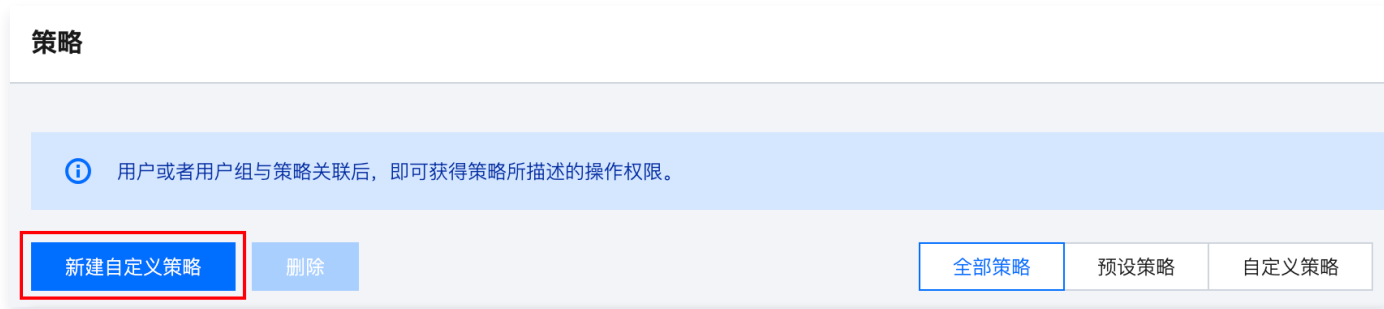 策略
用户或者用户组与策略关联后，即可获得策略所描述的操作权限。
新建自定义策略 删除 全部策略 预设策略 自定义策略